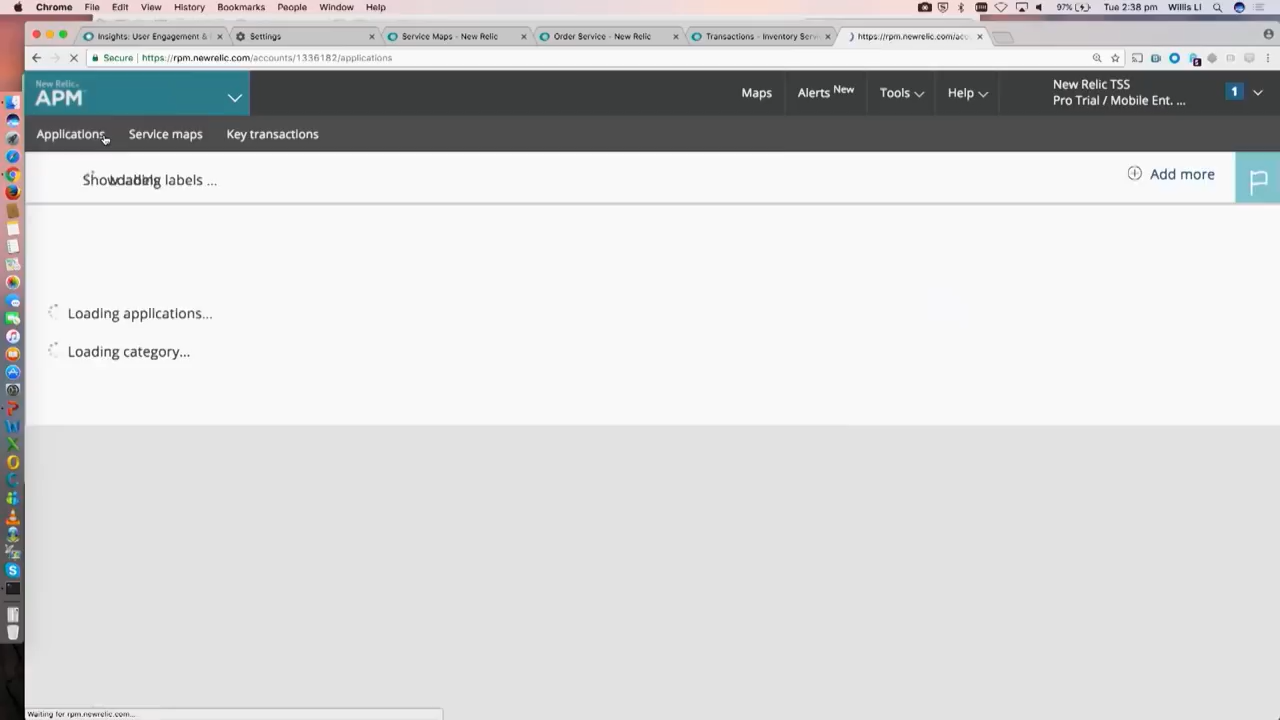 Chrome File Edit View History Bookmarks People Window Help 97% Tue 2:38 pm Willis LI
Insights: User Engagement & Settings Service Maps - New Relic Order Service - New Relic Transactions - Inventory Serv https://rpm.newrelic.com/acc
Secure https://rpm.newrelic.com/accounts/1336182/applications
New Relic
APM
Maps Alerts New Tools Help
New Relic TSS
Pro Trial / Mobile Ent. ...
1
Applications Service maps Key transactions
Show labels
Loading labels ...
Add more
Loading applications...
Loading category...
Waiting for rpm.newrelic.com...